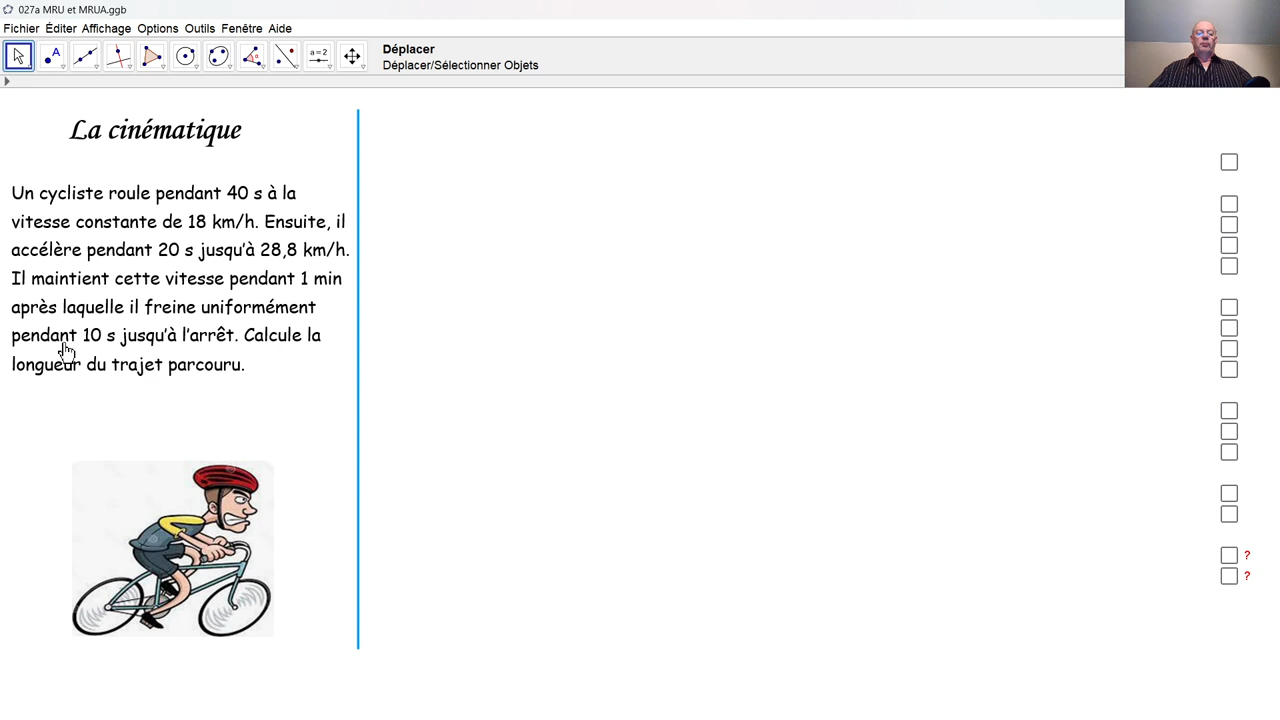 027a MRU et MRUA.ggb
Fichier Éditer Affichage Options Outils Fenêtre Aide
A
a=2
Déplacer
Déplacer/Sélectionner Objets
La cinématique
Un cycliste roule pendant 40 s à la
vitesse constante de 18 km/h. Ensuite, il
accélère pendant 20 s jusqu'à 28,8 km/h.
Il maintient cette vitesse pendant 1 min
après laquelle il freine uniformément
pendant 10 s jusqu'à l'arrêt. Calcule la
longueur du trajet parcouru.
?
?